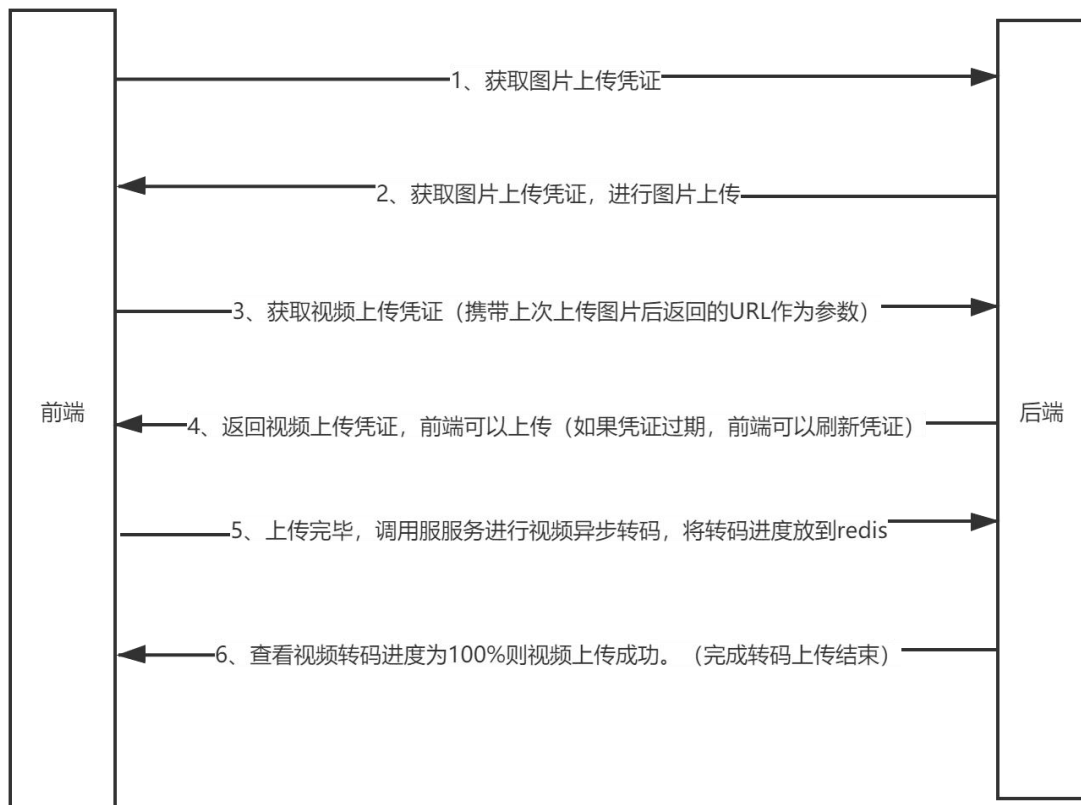 1、获取图片上传凭证
2、获取图片上传凭证，进行图片上传
3、获取视频上传凭证（携带上次上传图片后返回的URL作为参数）
前端
后端
4、返回视频上传凭证，前端可以上传（如果凭证过期，前端可以刷新凭证）
5、上传完毕，调用服服务进行视频异步转码，将转码进度放到redis
6、查看视频转码进度为100%则视频上传成功。（完成转码上传结束）